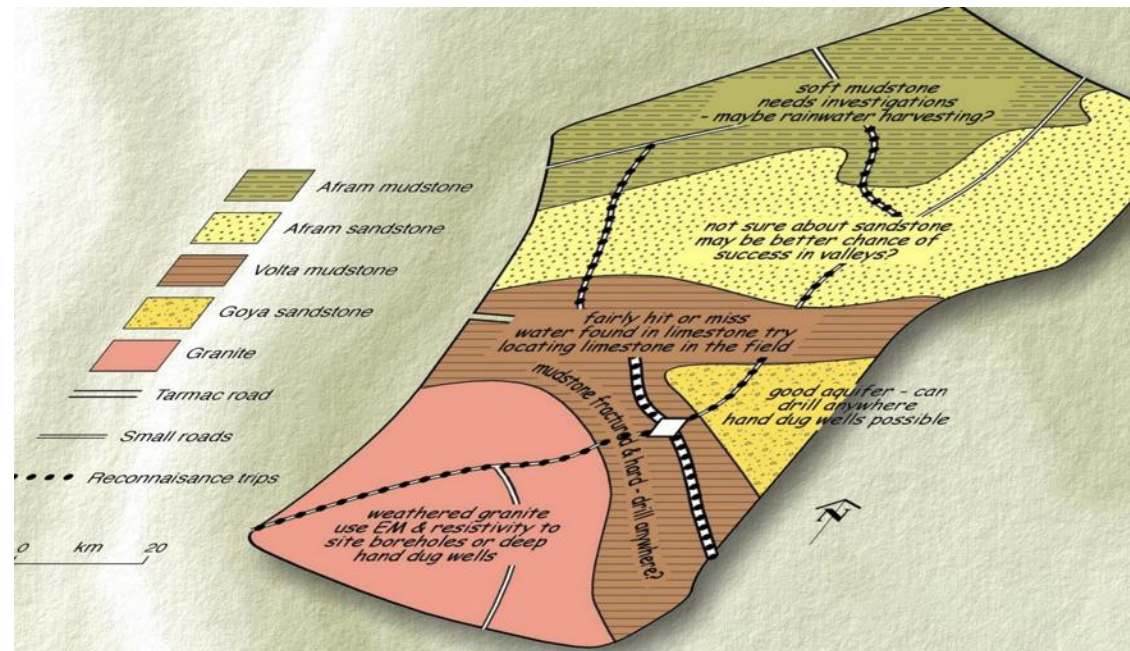 soft mudstone
needs investigations
- maybe rainwater harvesting?
Afram mudstone
Afram sandstone
Volta mudstone
Goya sandstone
Granite
Tarmac road
Small roads
Reconnaisance trips
0 km 20
not sure about sandstone
may be better chance of
success in valleys?
fairly hit or miss
water found in limestone try
locating limestone in the field
mudstone fractured & hard - drill anywhere?
good aquifer - can
drill anywhere
hand dug wells possible
weathered granite
use EM & resistivity to
site boreholes or deep
hand dug wells
N